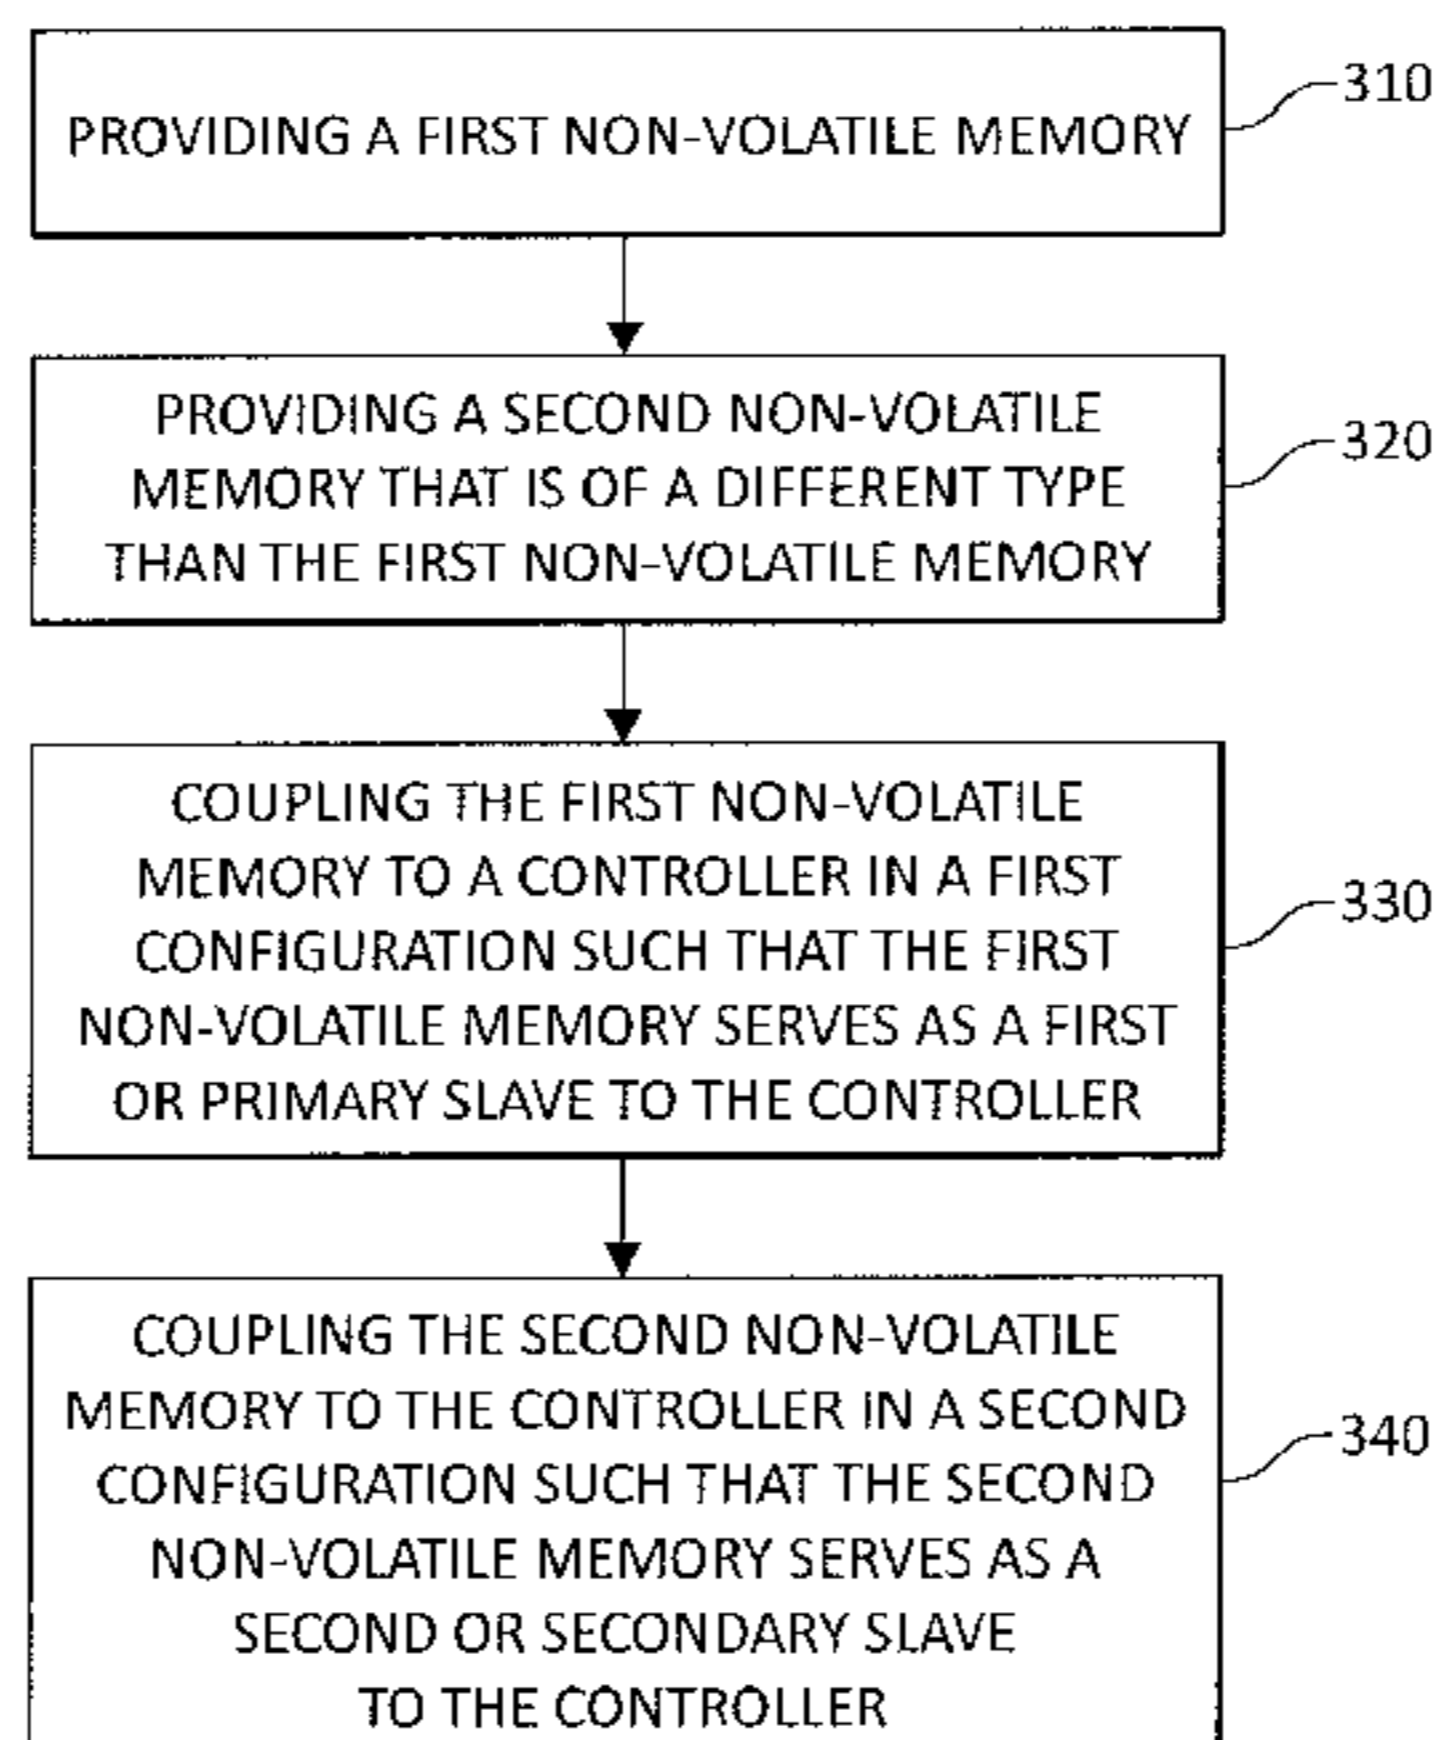 PROVIDING A FIRST NON-VOLATILE MEMORY
310
PROVIDING A SECOND NON-VOLATILE
MEMORY THAT IS OF A DIFFERENT TYPE
THAN THE FIRST NON-VOLATILE MEMORY
320
COUPLING THE FIRST NON-VOLATILE
MEMORY TO A CONTROLLER IN A FIRST
CONFIGURATION SUCH THAT THE FIRST
NON-VOLATILE MEMORY SERVES AS A FIRST
OR PRIMARY SLAVE TO THE CONTROLLER
330
COUPLING THE SECOND NON-VOLATILE
MEMORY TO THE CONTROLLER IN A SECOND
CONFIGURATION SUCH THAT THE SECOND
NON-VOLATILE MEMORY SERVES AS A
SECOND OR SECONDARY SLAVE
TO THE CONTROLLER
340